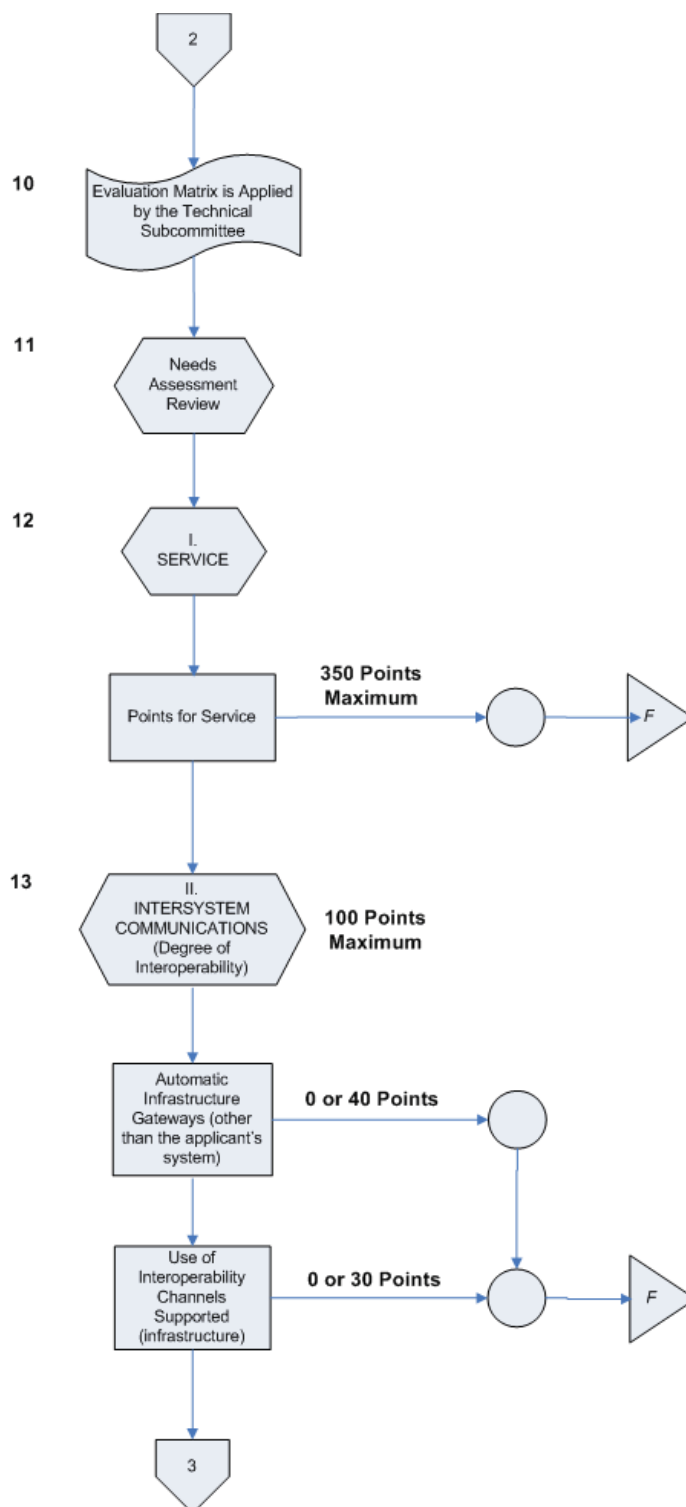 2
10
Evaluation Matrix is Applied
by the Technical
Subcommittee
11
Needs
Assessment
Review
12
I.
SERVICE
350 Points
Maximum
Points for Service
F
13
II.
INTERSYSTEM
COMMUNICATIONS
(Degree of
Interoperability)
100 Points
Maximum
Automatic
Infrastructure
Gateways (other
than the applicant's
system)
0 or 40 Points
Use of
Interoperability
Channels
Supported
(infrastructure)
0 or 30 Points
F
3